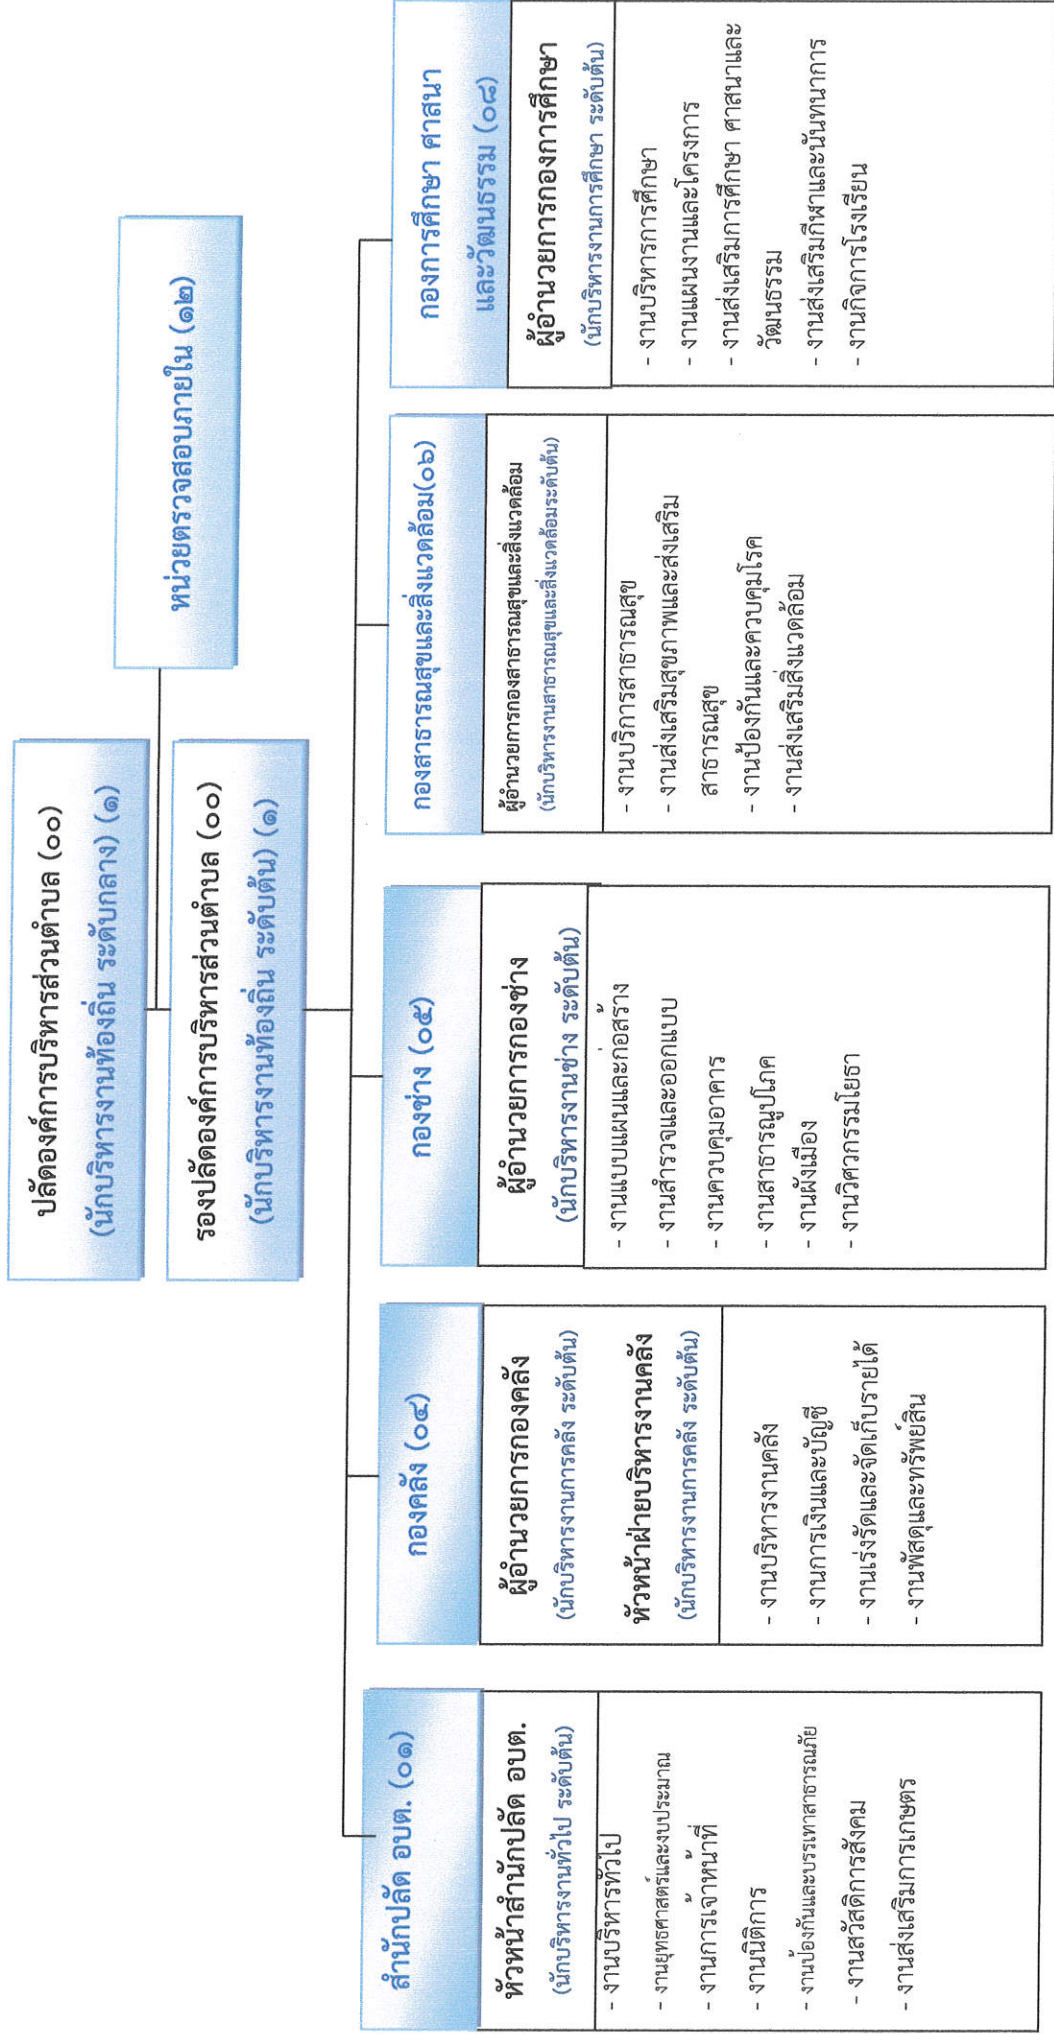 ปลัดองค์การบริหารส่วนตำบล (๐๐)
(นักบริหารงานท้องถิ่น ระดับกลาง) (๑)
หน่วยตรวจสอบภายใน (๑๒)
รองปลัดองค์การบริหารส่วนตำบล (๐๐)
(นักบริหารงานท้องถิ่น ระดับต้น) (๑)
สำนักปลัด อบต. (๐๑)
หัวหน้าสำนักปลัด อบต.
(นักบริหารงานทั่วไป ระดับต้น)
- งานบริหารทั่วไป
- งานยุทธศาสตร์และงบประมาณ
- งานการเจ้าหน้าที่
- งานนิติการ
- งานป้องกันและบรรเทาสาธารณภัย
- งานสวัสดิการสังคม
- งานส่งเสริมการเกษตร
กองคลัง (๐๔)
ผู้อำนวยการกองคลัง
(นักบริหารงานการคลัง ระดับต้น)
หัวหน้าฝ่ายบริหารงานคลัง
(นักบริหารงานการคลัง ระดับต้น)
- งานบริหารงานคลัง
- งานการเงินและบัญชี
- งานเร่งรัดและจัดเก็บรายได้
- งานพัสดุและทรัพย์สิน
กองช่าง (๐๕)
ผู้อำนวยการกองช่าง
(นักบริหารงานช่าง ระดับต้น)
- งานแบบแผนและก่อสร้าง
- งานสำรวจและออกแบบ
- งานควบคุมอาคาร
- งานสาธารณูปโภค
- งานผังเมือง
- งานวิศวกรรมโยธา
กองสาธารณสุขและสิ่งแวดล้อม(๐๖)
ผู้อำนวยการกองสาธารณสุขและสิ่งแวดล้อม
(นักบริหารงานสาธารณสุขและสิ่งแวดล้อมระดับต้น)
- งานบริการสาธารณสุข
- งานส่งเสริมสุขภาพและส่งเสริม
สาธารณสุข
- งานป้องกันและควบคุมโรค
- งานส่งเสริมสิ่งแวดล้อม
กองการศึกษา ศาสนา
และวัฒนธรรม (๐๘)
ผู้อำนวยการกองการศึกษา
(นักบริหารงานการศึกษา ระดับต้น)
- งานบริหารการศึกษา
- งานแผนงานและโครงการ
- งานส่งเสริมการศึกษา ศาสนาและ
วัฒนธรรม
- งานส่งเสริมกีฬาและนันทนาการ
- งานกิจการโรงเรียน